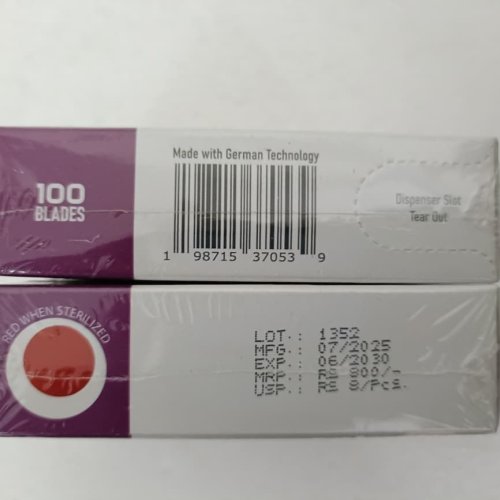 Made with German Technology
100
BLADES
Dispenser Slot
Tear Out
1 98715 37053 9
RED WHEN STERILIZED
LOT.: 1352
MFG.: 07/2025
EXP.: 06/2030
MRP.: RS 800/-
USP.: RS 8/Pcs.